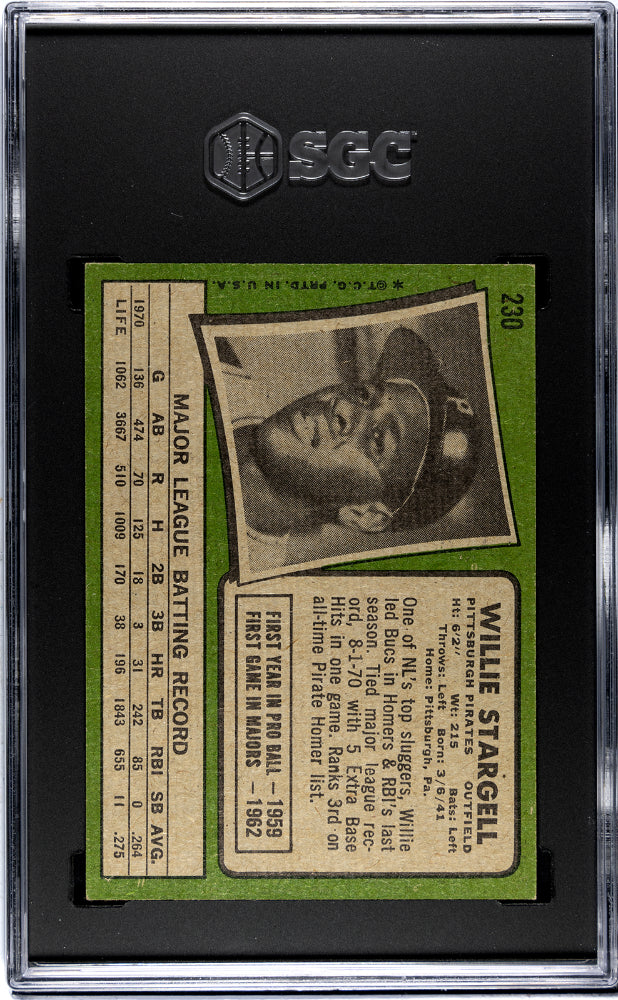 SGC
230
WILLIE STARGELL
PITTSBURGH PIRATES OUTFIELD
Ht: 6'2" Wt: 215 Bats: Left
Throws: Left Born: 3/6/41
Home: Pittsburgh, Pa.
One of NL's top sluggers, Willie
led Bucs in Homers & RBI's last
season. Tied major league rec-
ord, 8-1-70 with 5 Extra Base
Hits in one game. Ranks 3rd on
all-time Pirate Homer list.
FIRST YEAR IN PRO BALL — 1959
FIRST GAME IN MAJORS — 1962
MAJOR LEAGUE BATTING RECORD
G AB R H 2B 3B HR TB RBI SB AVG.
1970 136 474 70 125 18 3 31 242 85 0 .264
LIFE 1062 3667 510 1009 170 38 196 1843 655 11 .275
*©T.C.G. PRTD. IN U.S.A.